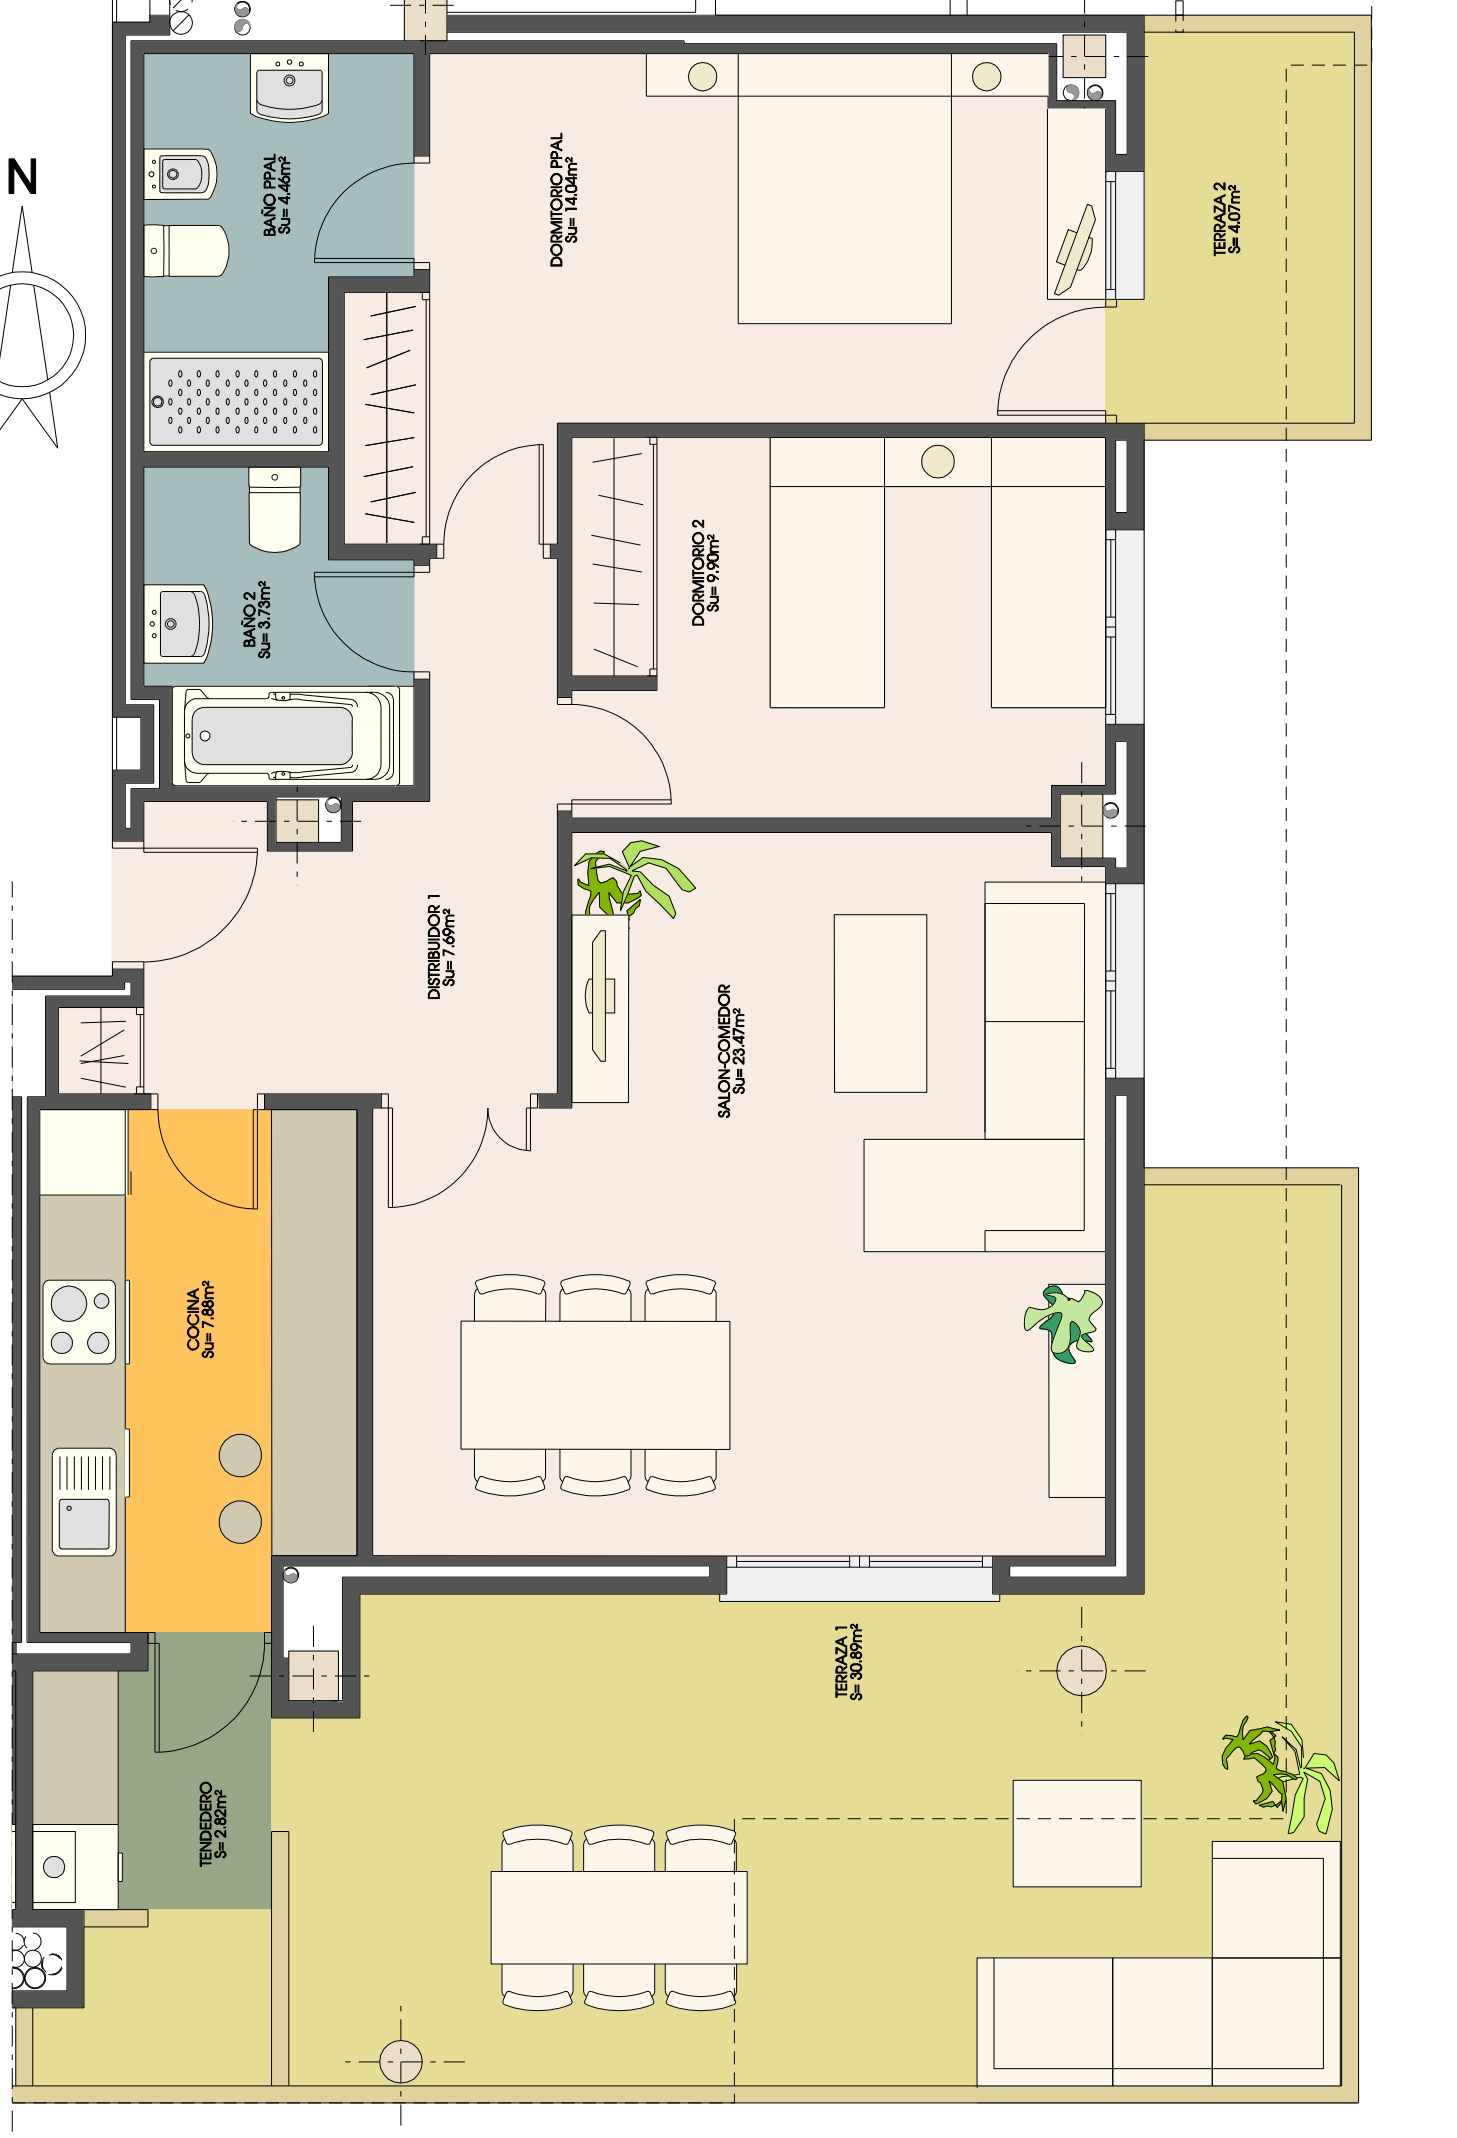 N
BAÑO PPAL
Su= 4.46m²
DORMITORIO PPAL
Su= 14.04m²
TERRAZA 2
S= 4.07m²
BAÑO 2
Su= 3.73m²
DORMITORIO 2
Su= 9.90m²
DISTRIBUIDOR 1
Su= 7.69m²
SALON-COMEDOR
Su= 23.47m²
COCINA
Su= 7.88m²
TERRAZA 1
S= 30.89m²
TENDEDERO
S= 2.82m²